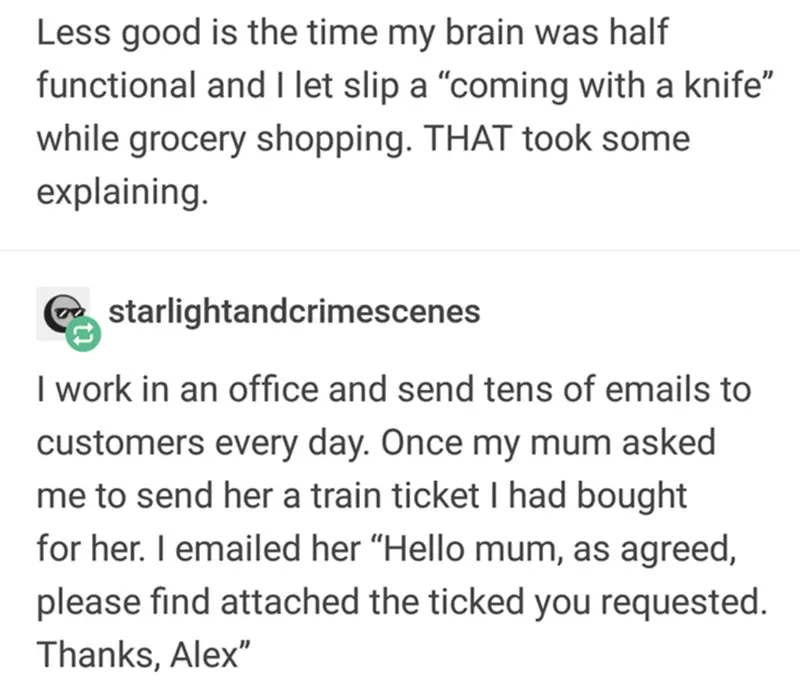 Less good is the time my brain was half
functional and I let slip a “coming with a knife”
while grocery shopping. THAT took some
explaining.
starlightandcrimescenes
I work in an office and send tens of emails to
customers every day. Once my mum asked
me to send her a train ticket I had bought
for her. I emailed her “Hello mum, as agreed,
please find attached the ticked you requested.
Thanks, Alex”